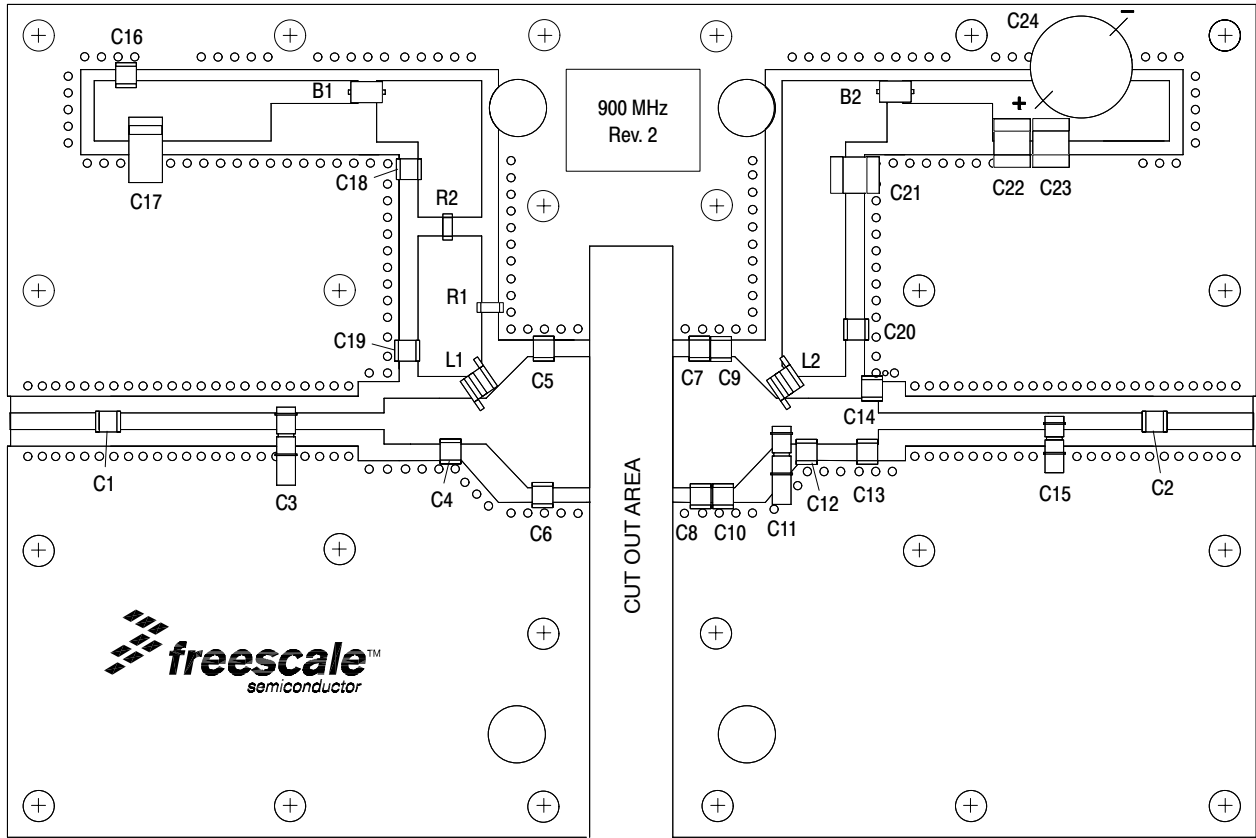 C16
C24
–
B1
900 MHz
Rev. 2
B2
+
C17
C18
R2
C21
C22
C23
R1
C19
L1
C5
C7
C9
L2
C20
C14
C1
C3
C4
C6
C8
C10
C11
C12
C13
C15
C2
CUT OUT AREA
freescale™
semiconductor